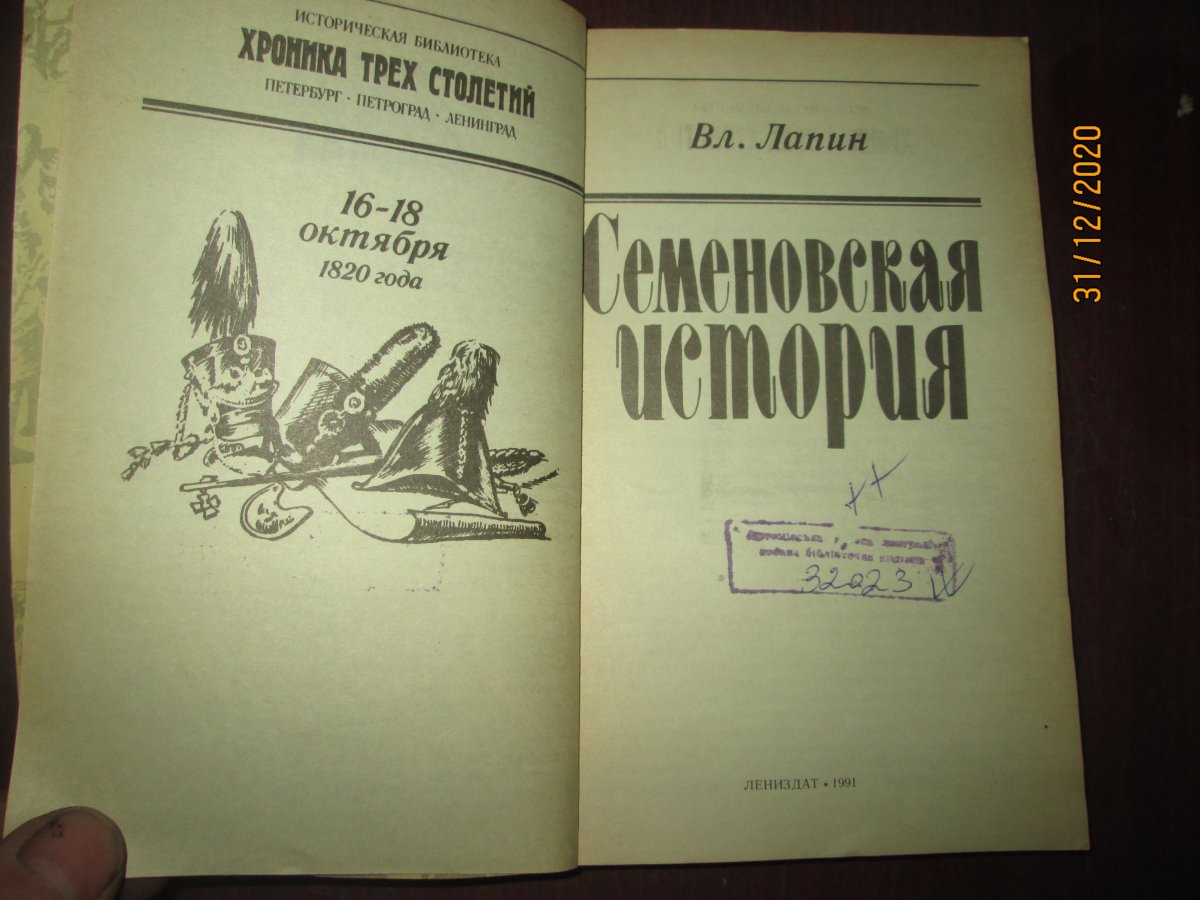 ИСТОРИЧЕСКАЯ БИБЛИОТЕКА
ХРОНИКА ТРЕХ СТОЛЕТИЙ
ПЕТЕРБУРГ · ПЕТРОГРАД · ЛЕНИНГРАД
16–18
октября
1820 года
Вл. Лапин
Семеновская
история
32023
ЛЕНИЗДАТ • 1991
31/12/2020